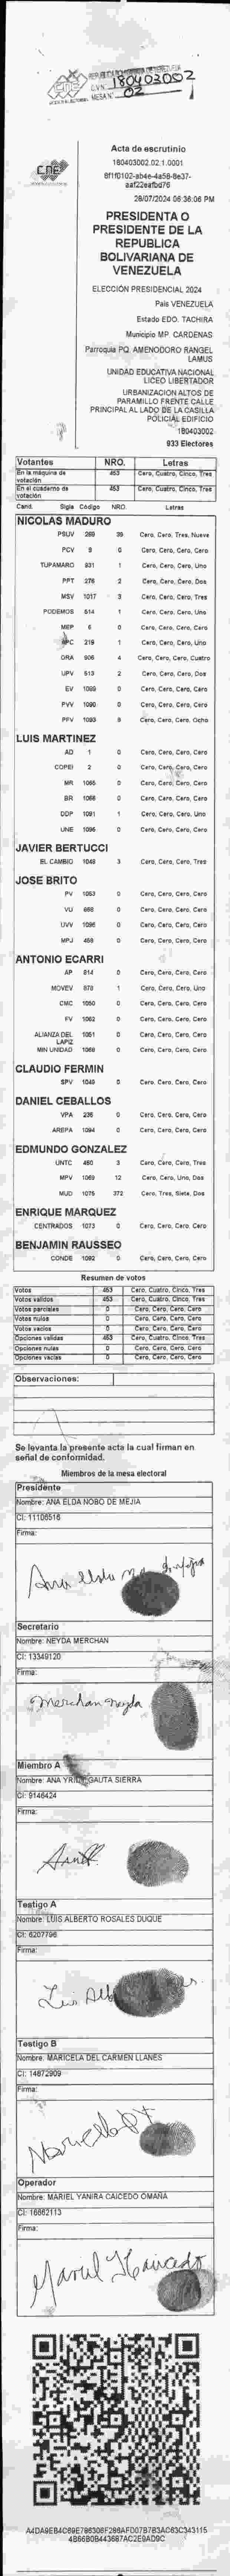 CNE
CVN: 180403002
MESA Nº 02
CNE
Acta de escrutinio
180403002.02.1.0001
28/07/2024 06:36:06 PM
PRESIDENTA O
PRESIDENTE DE LA
REPUBLICA
BOLIVARIANA DE
VENEZUELA
ELECCIÓN PRESIDENCIAL 2024
País VENEZUELA
Estado EDO. TACHIRA
Municipio MP. CARDENAS
Parroquia PQ. AMENODORO RANGEL
LAMUS
UNIDAD EDUCATIVA NACIONAL
LICEO LIBERTADOR
URBANIZACION ALTOS DE
PARAMILLO FRENTE CALLE
PRINCIPAL AL LADO DE LA CASILLA
POLICIAL EDIFICIO
180403002
933 Electores
Votantes NRO. Letras
En la máquina de votación 453 Cero, Cuatro, Cinco, Tres
En el cuaderno de votación 453 Cero, Cuatro, Cinco, Tres
Cand. Sigla Código NRO. Letras
NICOLAS MADURO
PSUV 269 39 Cero, Cero, Tres, Nueve
PCV 9 0 Cero, Cero, Cero, Cero
TUPAMARO 931 1 Cero, Cero, Cero, Uno
PPT 276 2 Cero, Cero, Cero, Dos
MSV 1017 3 Cero, Cero, Cero, Tres
PODEMOS 514 1 Cero, Cero, Cero, Uno
MEP 6 0 Cero, Cero, Cero, Cero
APC 219 1 Cero, Cero, Cero, Uno
ORA 906 4 Cero, Cero, Cero, Cuatro
UPV 513 2 Cero, Cero, Cero, Dos
EV 1089 0 Cero, Cero, Cero, Cero
PVV 1090 0 Cero, Cero, Cero, Cero
PFV 1093 8 Cero, Cero, Cero, Ocho
LUIS MARTINEZ
AD 1 0 Cero, Cero, Cero, Cero
COPEI 2 0 Cero, Cero, Cero, Cero
MR 1065 0 Cero, Cero, Cero, Cero
BR 1066 0 Cero, Cero, Cero, Cero
DDP 1091 1 Cero, Cero, Cero, Uno
UNE 1095 0 Cero, Cero, Cero, Cero
JAVIER BERTUCCI
EL CAMBIO 1048 3 Cero, Cero, Cero, Tres
JOSE BRITO
PV 1053 0 Cero, Cero, Cero, Cero
VU 668 0 Cero, Cero, Cero, Cero
UVV 1096 0 Cero, Cero, Cero, Cero
MPJ 458 0 Cero, Cero, Cero, Cero
ANTONIO ECARRI
AP 814 0 Cero, Cero, Cero, Cero
MOVEV 878 1 Cero, Cero, Cero, Uno
CMC 1050 0 Cero, Cero, Cero, Cero
FV 1062 0 Cero, Cero, Cero, Cero
ALIANZA DEL LAPIZ 1051 0 Cero, Cero, Cero, Cero
MIN UNIDAD 1068 0 Cero, Cero, Cero, Cero
CLAUDIO FERMIN
SPV 1049 0 Cero, Cero, Cero, Cero
DANIEL CEBALLOS
VPA 236 0 Cero, Cero, Cero, Cero
AREPA 1094 0 Cero, Cero, Cero, Cero
EDMUNDO GONZALEZ
UNTC 460 3 Cero, Cero, Cero, Tres
MPV 1069 12 Cero, Cero, Uno, Dos
MUD 1075 372 Cero, Tres, Siete, Dos
ENRIQUE MARQUEZ
CENTRADOS 1073 0 Cero, Cero, Cero, Cero
BENJAMIN RAUSSEO
CONDE 1092 0 Cero, Cero, Cero, Cero
Resumen de votos
Votos 453 Cero, Cuatro, Cinco, Tres
Votos validos 453 Cero, Cuatro, Cinco, Tres
Votos parciales 0 Cero, Cero, Cero, Cero
Votos nulos 0 Cero, Cero, Cero, Cero
Votos vacios 0 Cero, Cero, Cero, Cero
Opciones validas 453 Cero, Cuatro, Cinco, Tres
Opciones nulas 0 Cero, Cero, Cero, Cero
Opciones vacias 0 Cero, Cero, Cero, Cero
Observaciones:
Se levanta la presente acta la cual firman en
señal de conformidad.
Miembros de la mesa electoral
Presidente
Nombre: ANA ELDA NOBO DE MEJIA
CI: 11106516
Firma:
Secretario
Nombre: NEYDA MERCHAN
CI: 13349120
Firma:
Merchan Neyda
Miembro A
Nombre: ANA GAUTA SIERRA
CI: 9146424
Firma:
Testigo A
Nombre: LUIS ALBERTO ROSALES DUQUE
CI: 6207796
Firma:
Testigo B
Nombre: MARICELA DEL CARMEN LLANES
CI: 14872909
Firma:
Operador
Nombre: MARIEL YANIRA CAICEDO OMAÑA
CI: 16662113
Firma: